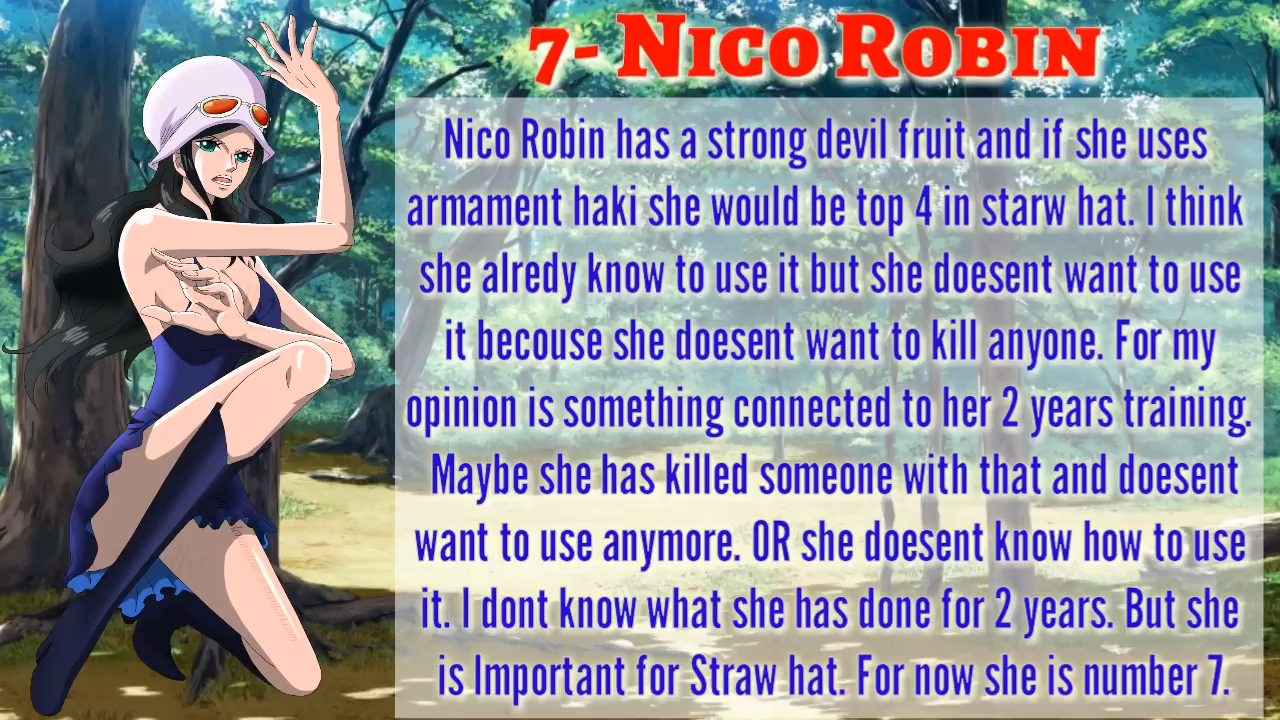 7- Nico Robin
Nico Robin has a strong devil fruit and if she uses
armament haki she would be top 4 in starw hat. I think
she alredy know to use it but she doesent want to use
it becouse she doesent want to kill anyone. For my
opinion is something connected to her 2 years training.
Maybe she has killed someone with that and doesent
want to use anymore. OR she doesent know how to use
it. I dont know what she has done for 2 years. But she
is Important for Straw hat. For now she is number 7.